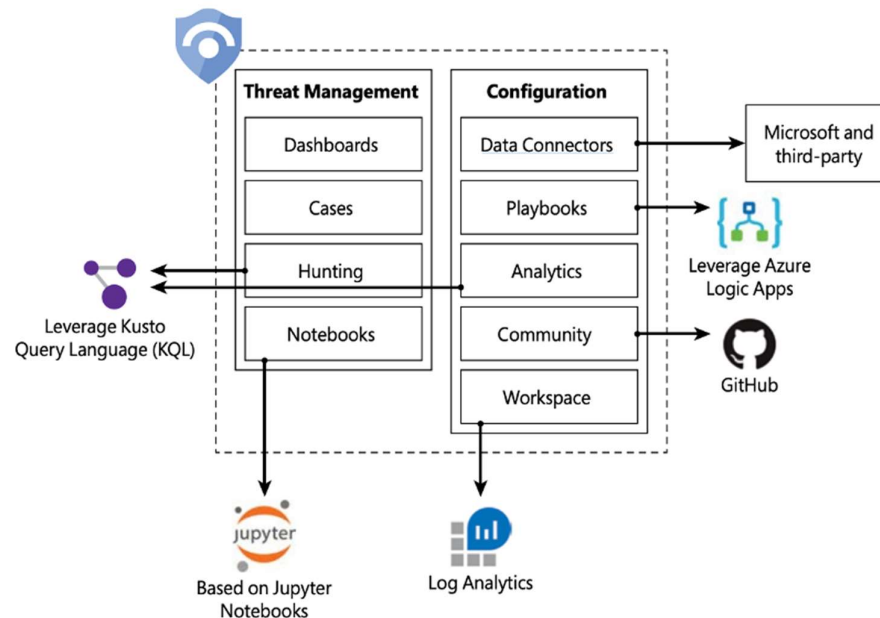 Threat Management
Dashboards
Cases
Hunting
Notebooks
Configuration
Data Connectors
Playbooks
Analytics
Community
Workspace
Microsoft and
third-party
Leverage Azure
Logic Apps
GitHub
Leverage Kusto
Query Language (KQL)
jupyter
Based on Jupyter
Notebooks
Log Analytics